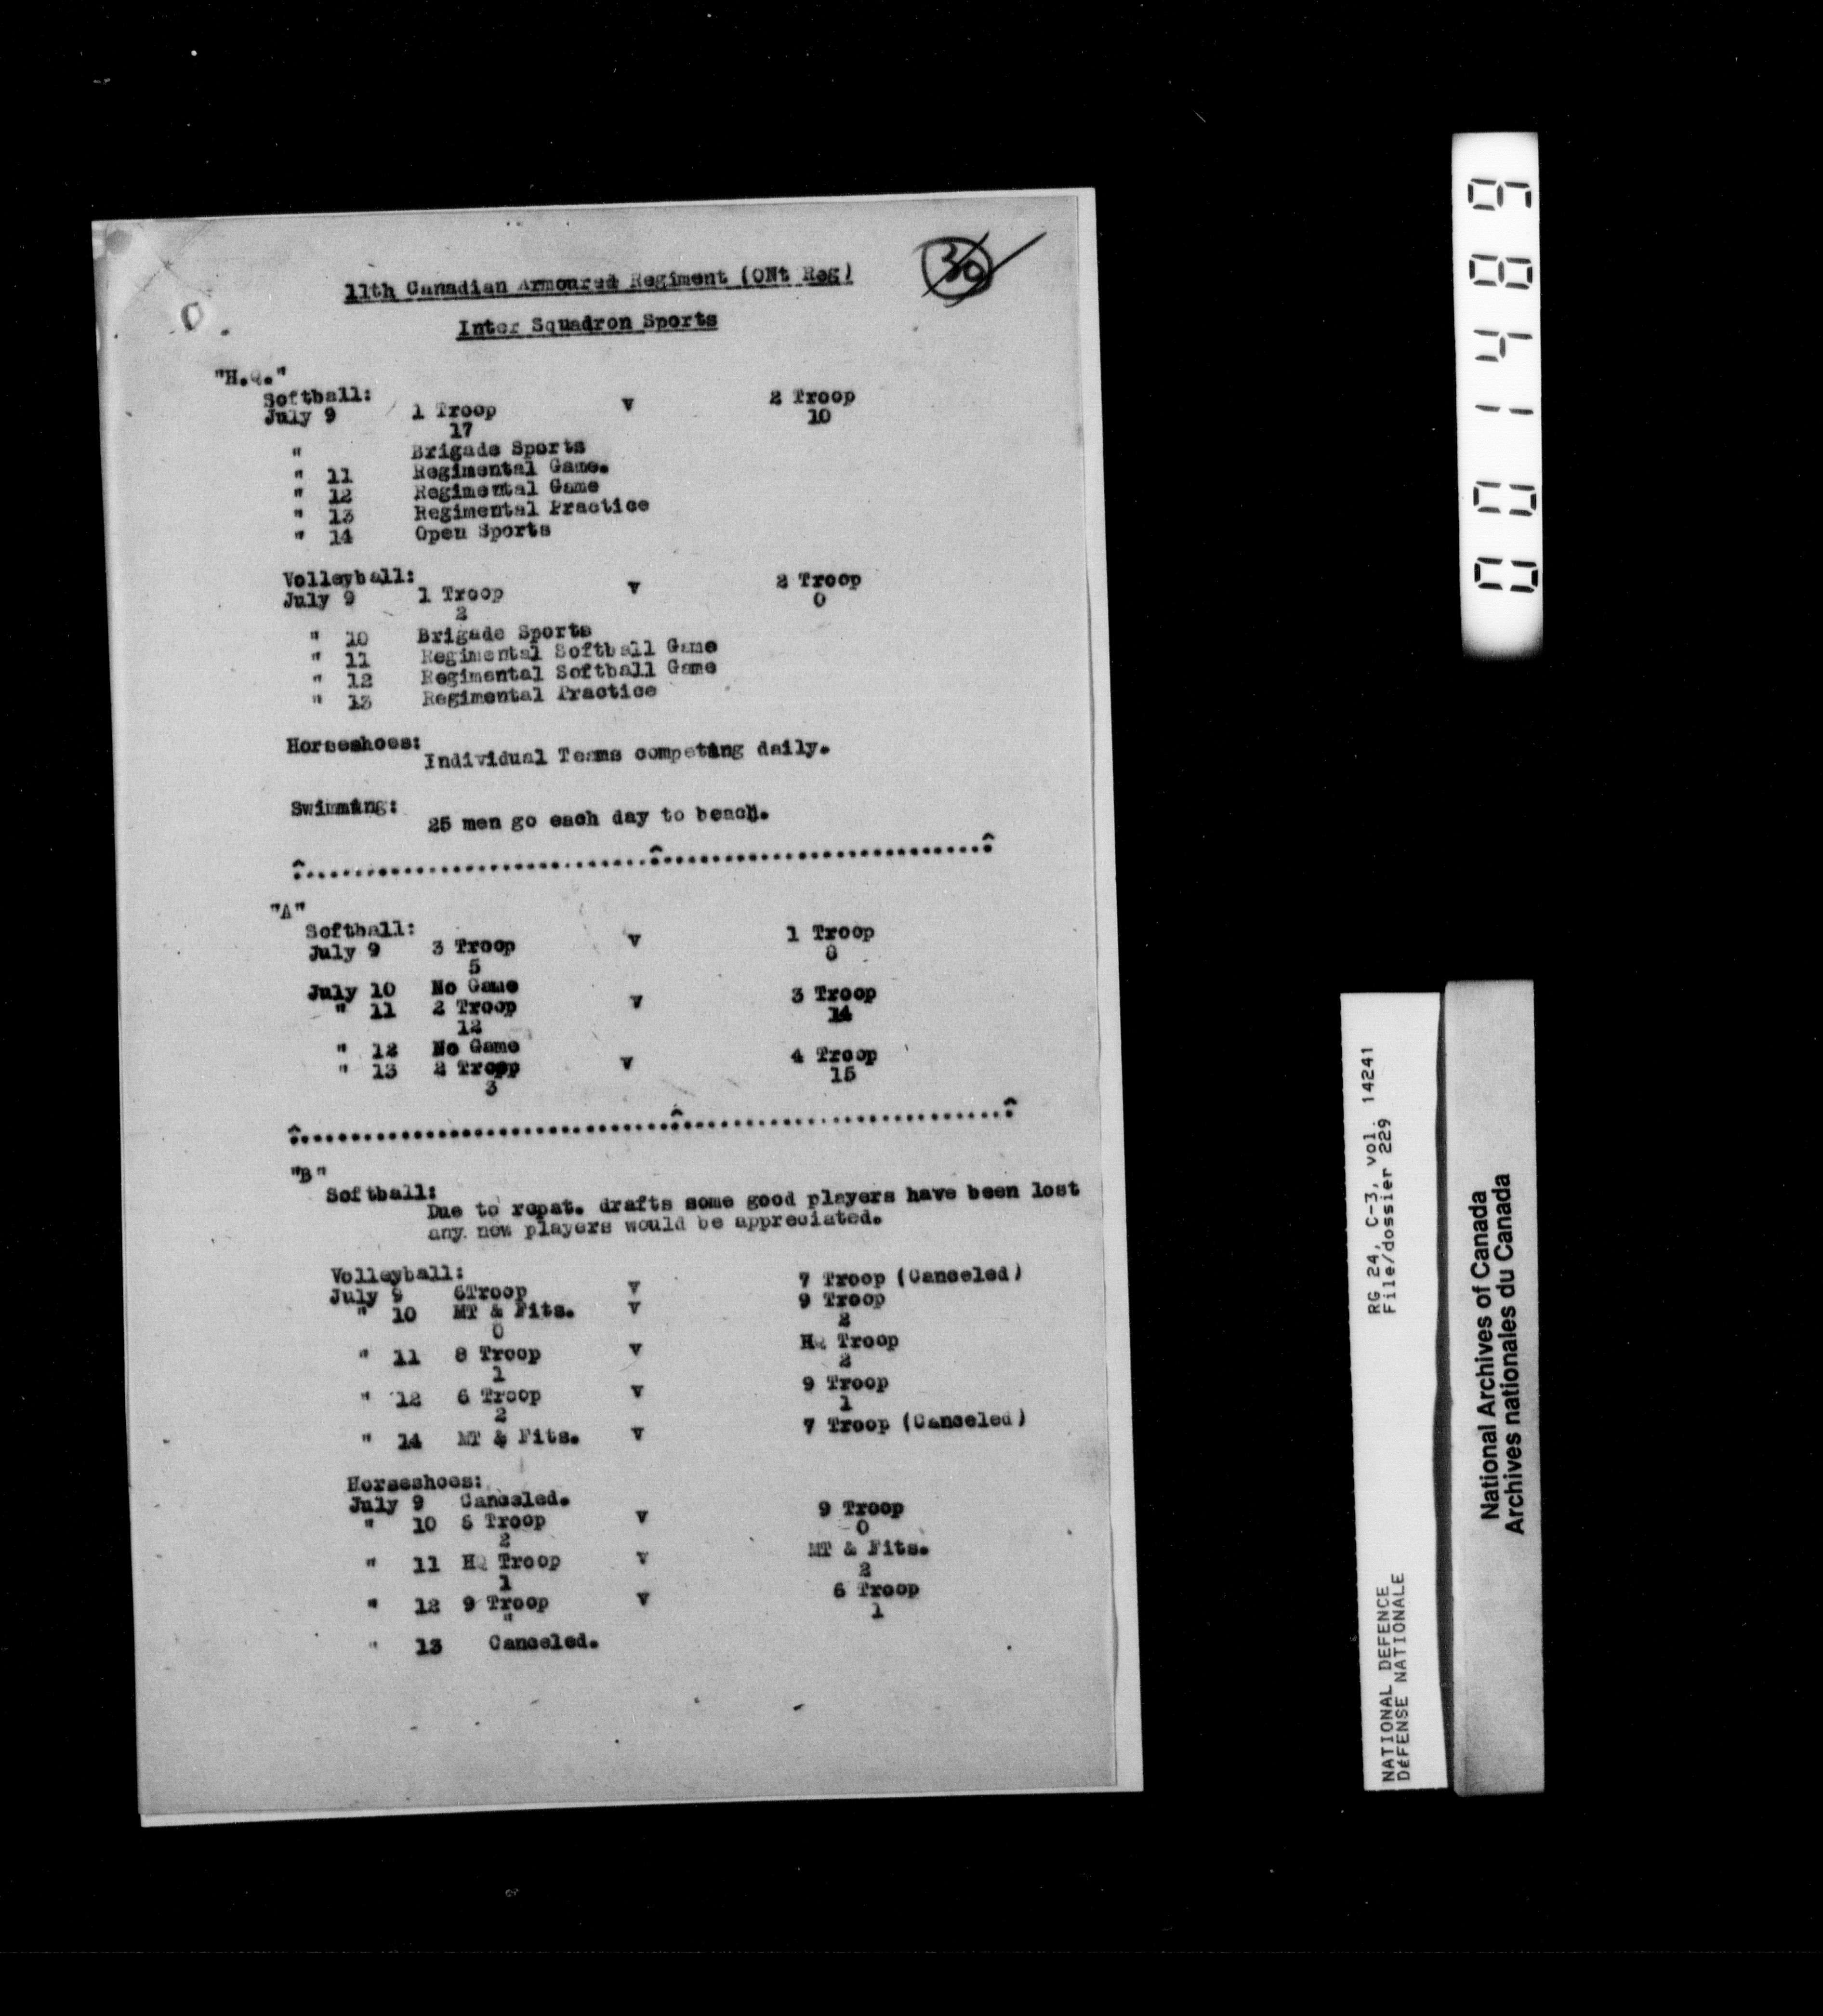 30
11th Canadian Armoured Regiment (ONt Reg)
Inter Squadron Sports
"H.Q."
Softball:
July 9 1 Troop v 2 Troop
17 10
" Brigade Sports
" 11 Regimental Game.
" 12 Regimental Game
" 13 Regimental Practice
" 14 Open Sports
Volleyball:
July 9 1 Troop v 2 Troop
2 0
" 10 Brigade Sports
" 11 Regimental Softball Game
" 12 Regimental Softball Game
" 13 Regimental Practice
Horseshoes:
Individual Teams competing daily.
Swimming:
25 men go each day to beach.
"A"
Softball:
July 9 3 Troop v 1 Troop
5
July 10 No Game
" 11 2 Troop v 3 Troop
12 14
" 12 No Game
" 13 2 Troop v 4 Troop
3 15
"B"
Softball:
Due to repat. drafts some good players have been lost
any new players would be appreciated.
Volleyball:
July 9 6Troop v 7 Troop (Canceled)
" 10 MT & Fits. v 9 Troop
0 2
" 11 8 Troop v HQ Troop
1 2
" 12 6 Troop v 9 Troop
2 1
" 14 MT & Fits. v 7 Troop (Canceled)
Horseshoes:
July 9 Canceled.
" 10 Troop v 9 Troop
2 0
" 11 HQ Troop v MT & Fits.
1 2
" 12 9 Troop v 6 Troop
" 1
" 13 Canceled.
001489
RG 24, C-3, vol. 14241
File/dossier 229
NATIONAL DEFENCE
DéFENSE NATIONALE
National Archives of Canada
Archives nationales du Canada